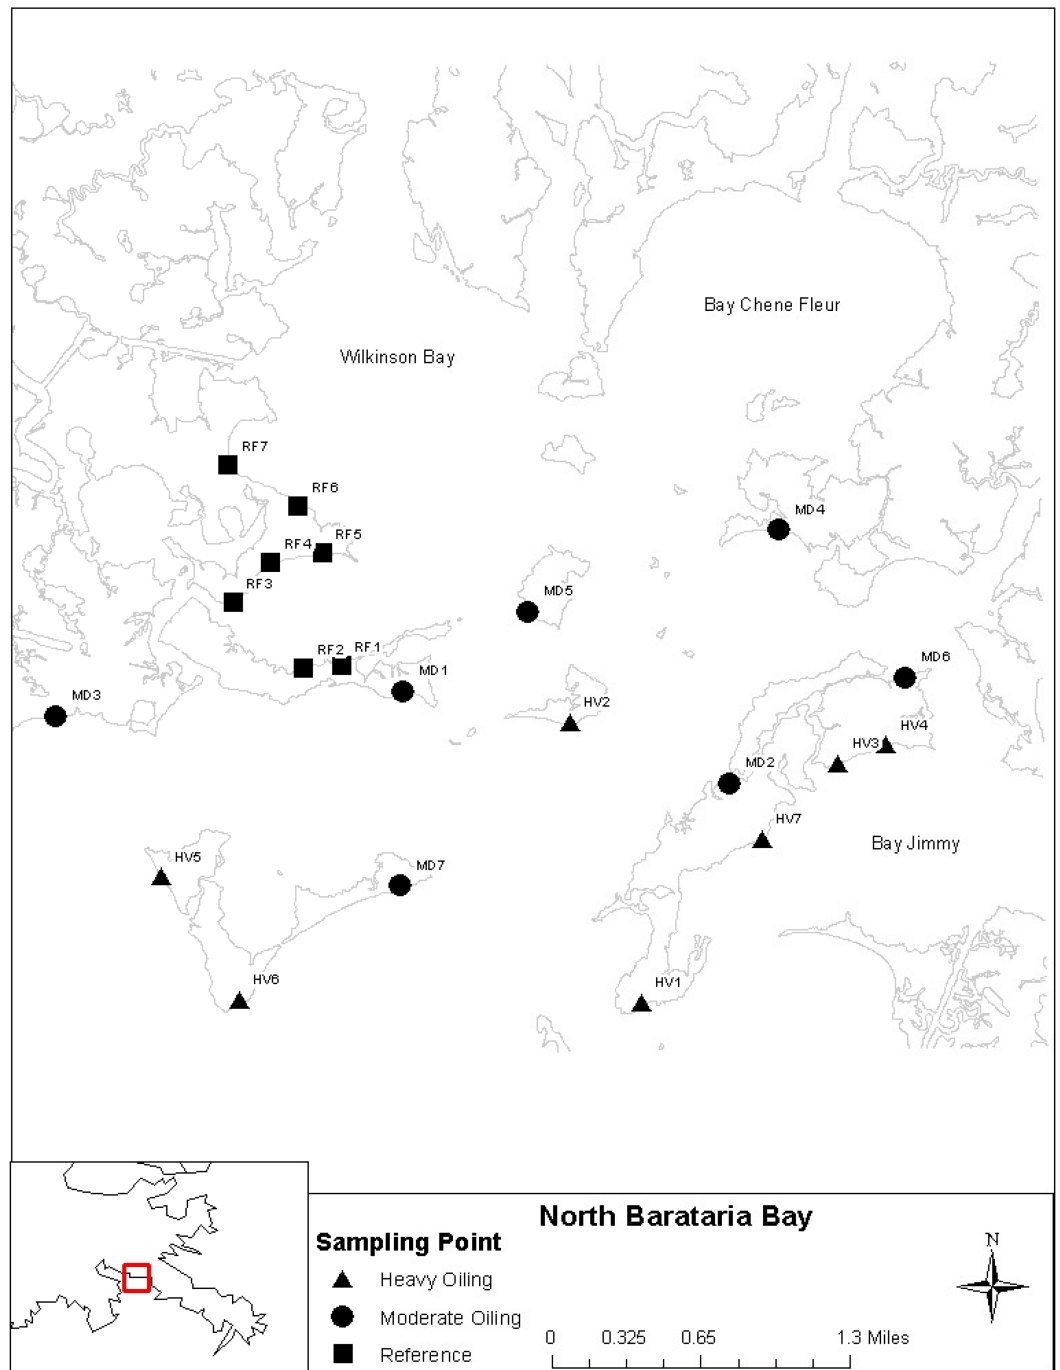 Bay Chene Fleur
Wilkinson Bay
RF7
RF6
MD4
RF5
RF4
RF3
MD5
RF1
RF2
MD6
MD1
MD3
HV2
HV4
HV3
MD2
HV7
Bay Jimmy
HV5
MD7
HV6
HV1
North Barataria Bay
Sampling Point
N
Heavy Oiling
Moderate Oiling
0 0.325 0.65 1.3 Miles
Reference